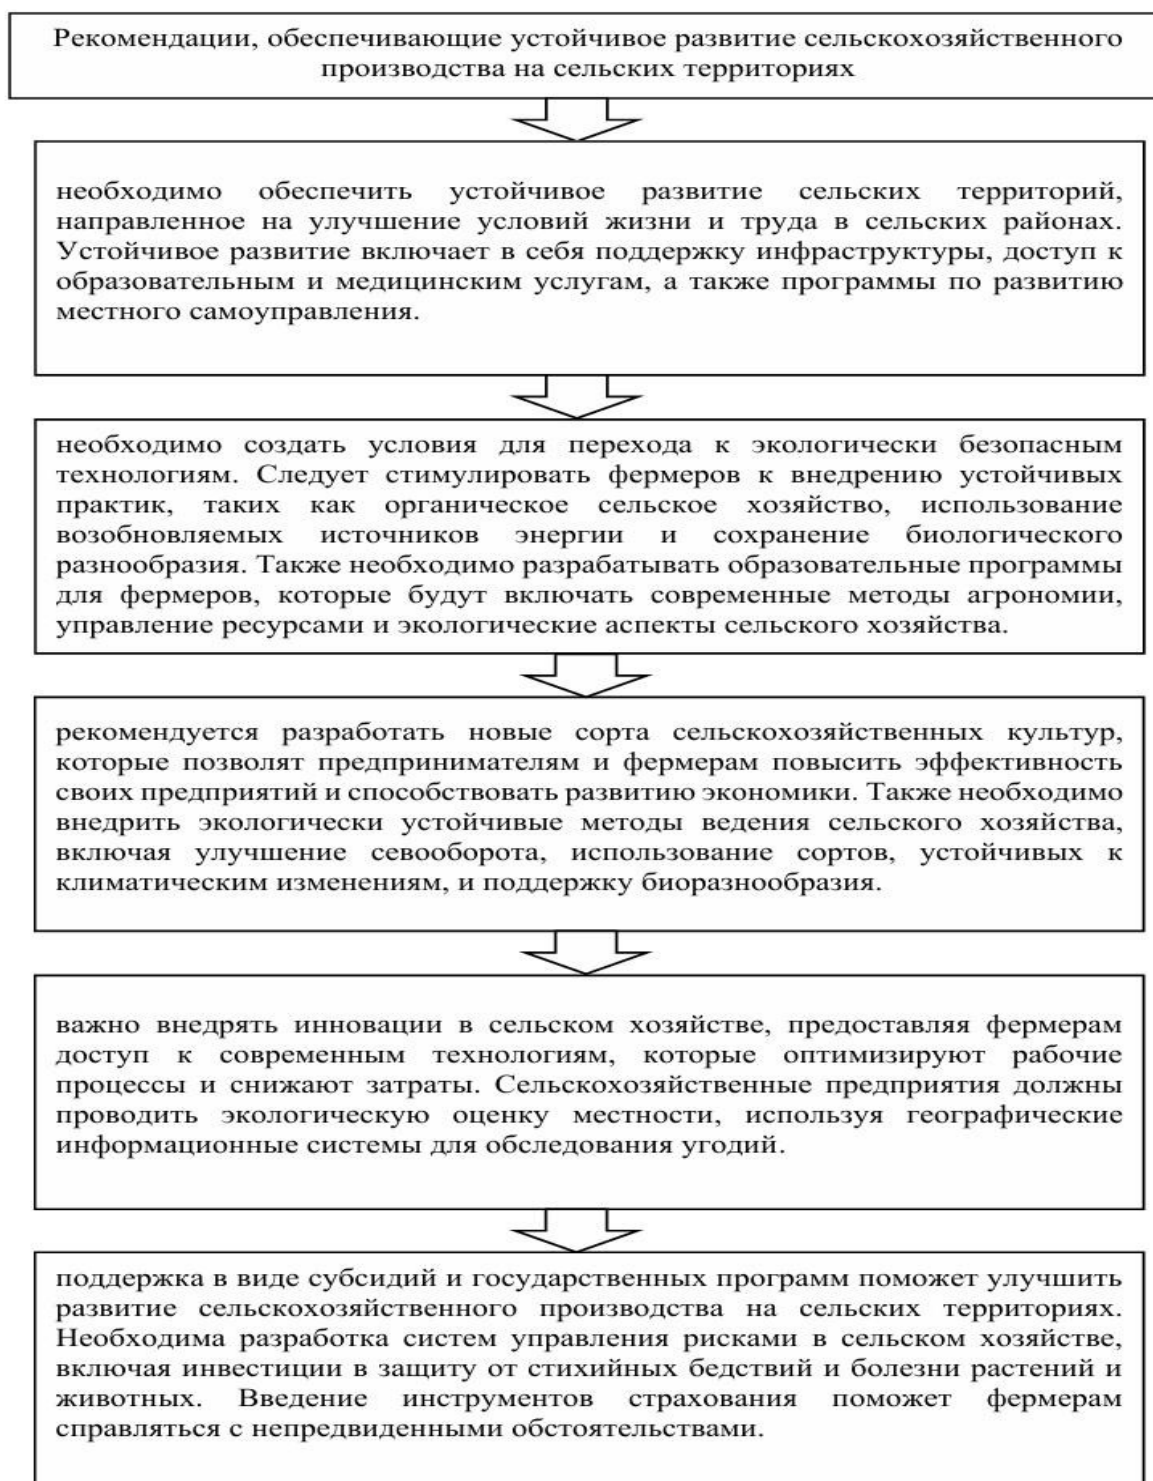 Рекомендации, обеспечивающие устойчивое развитие сельскохозяйственного
производства на сельских территориях
необходимо обеспечить устойчивое развитие сельских территорий,
направленное на улучшение условий жизни и труда в сельских районах.
Устойчивое развитие включает в себя поддержку инфраструктуры, доступ к
образовательным и медицинским услугам, а также программы по развитию
местного самоуправления.
необходимо создать условия для перехода к экологически безопасным
технологиям. Следует стимулировать фермеров к внедрению устойчивых
практик, таких как органическое сельское хозяйство, использование
возобновляемых источников энергии и сохранение биологического
разнообразия. Также необходимо разрабатывать образовательные программы
для фермеров, которые будут включать современные методы агрономии,
управление ресурсами и экологические аспекты сельского хозяйства.
рекомендуется разработать новые сорта сельскохозяйственных культур,
которые позволят предпринимателям и фермерам повысить эффективность
своих предприятий и способствовать развитию экономики. Также необходимо
внедрить экологически устойчивые методы ведения сельского хозяйства,
включая улучшение севооборота, использование сортов, устойчивых к
климатическим изменениям, и поддержку биоразнообразия.
важно внедрять инновации в сельском хозяйстве, предоставляя фермерам
доступ к современным технологиям, которые оптимизируют рабочие
процессы и снижают затраты. Сельскохозяйственные предприятия должны
проводить экологическую оценку местности, используя географические
информационные системы для обследования угодий.
поддержка в виде субсидий и государственных программ поможет улучшить
развитие сельскохозяйственного производства на сельских территориях.
Необходима разработка систем управления рисками в сельском хозяйстве,
включая инвестиции в защиту от стихийных бедствий и болезни растений и
животных. Введение инструментов страхования поможет фермерам
справляться с непредвиденными обстоятельствами.